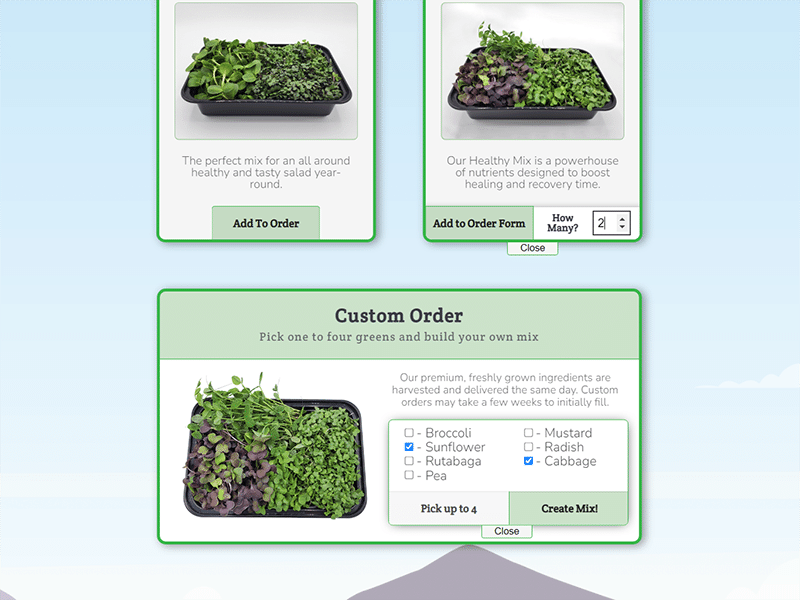 The perfect mix for an all around
healthy and tasty salad year-
round.
Add To Order
Our Healthy Mix is a powerhouse
of nutrients designed to boost
healing and recovery time.
Add to Order Form
How
Many?
2
Close
Custom Order
Pick one to four greens and build your own mix
Our premium, freshly grown ingredients are
harvested and delivered the same day. Custom
orders may take a few weeks to initially fill.
- Broccoli
- Sunflower
- Rutabaga
- Pea
- Mustard
- Radish
- Cabbage
Pick up to 4
Create Mix!
Close